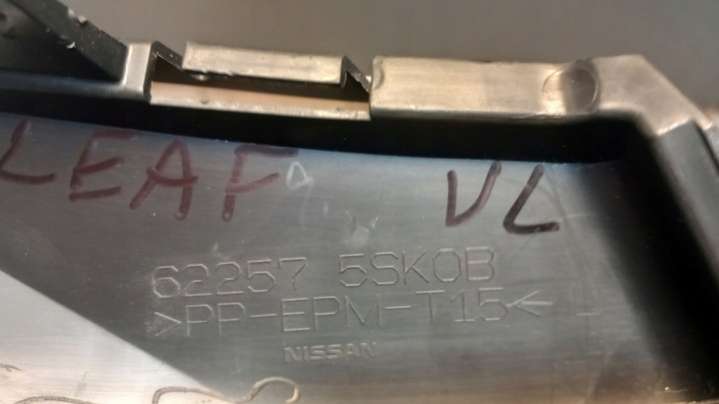 LEAF VL
62257 5SK0B
>PP-EPM-T15<
NISSAN